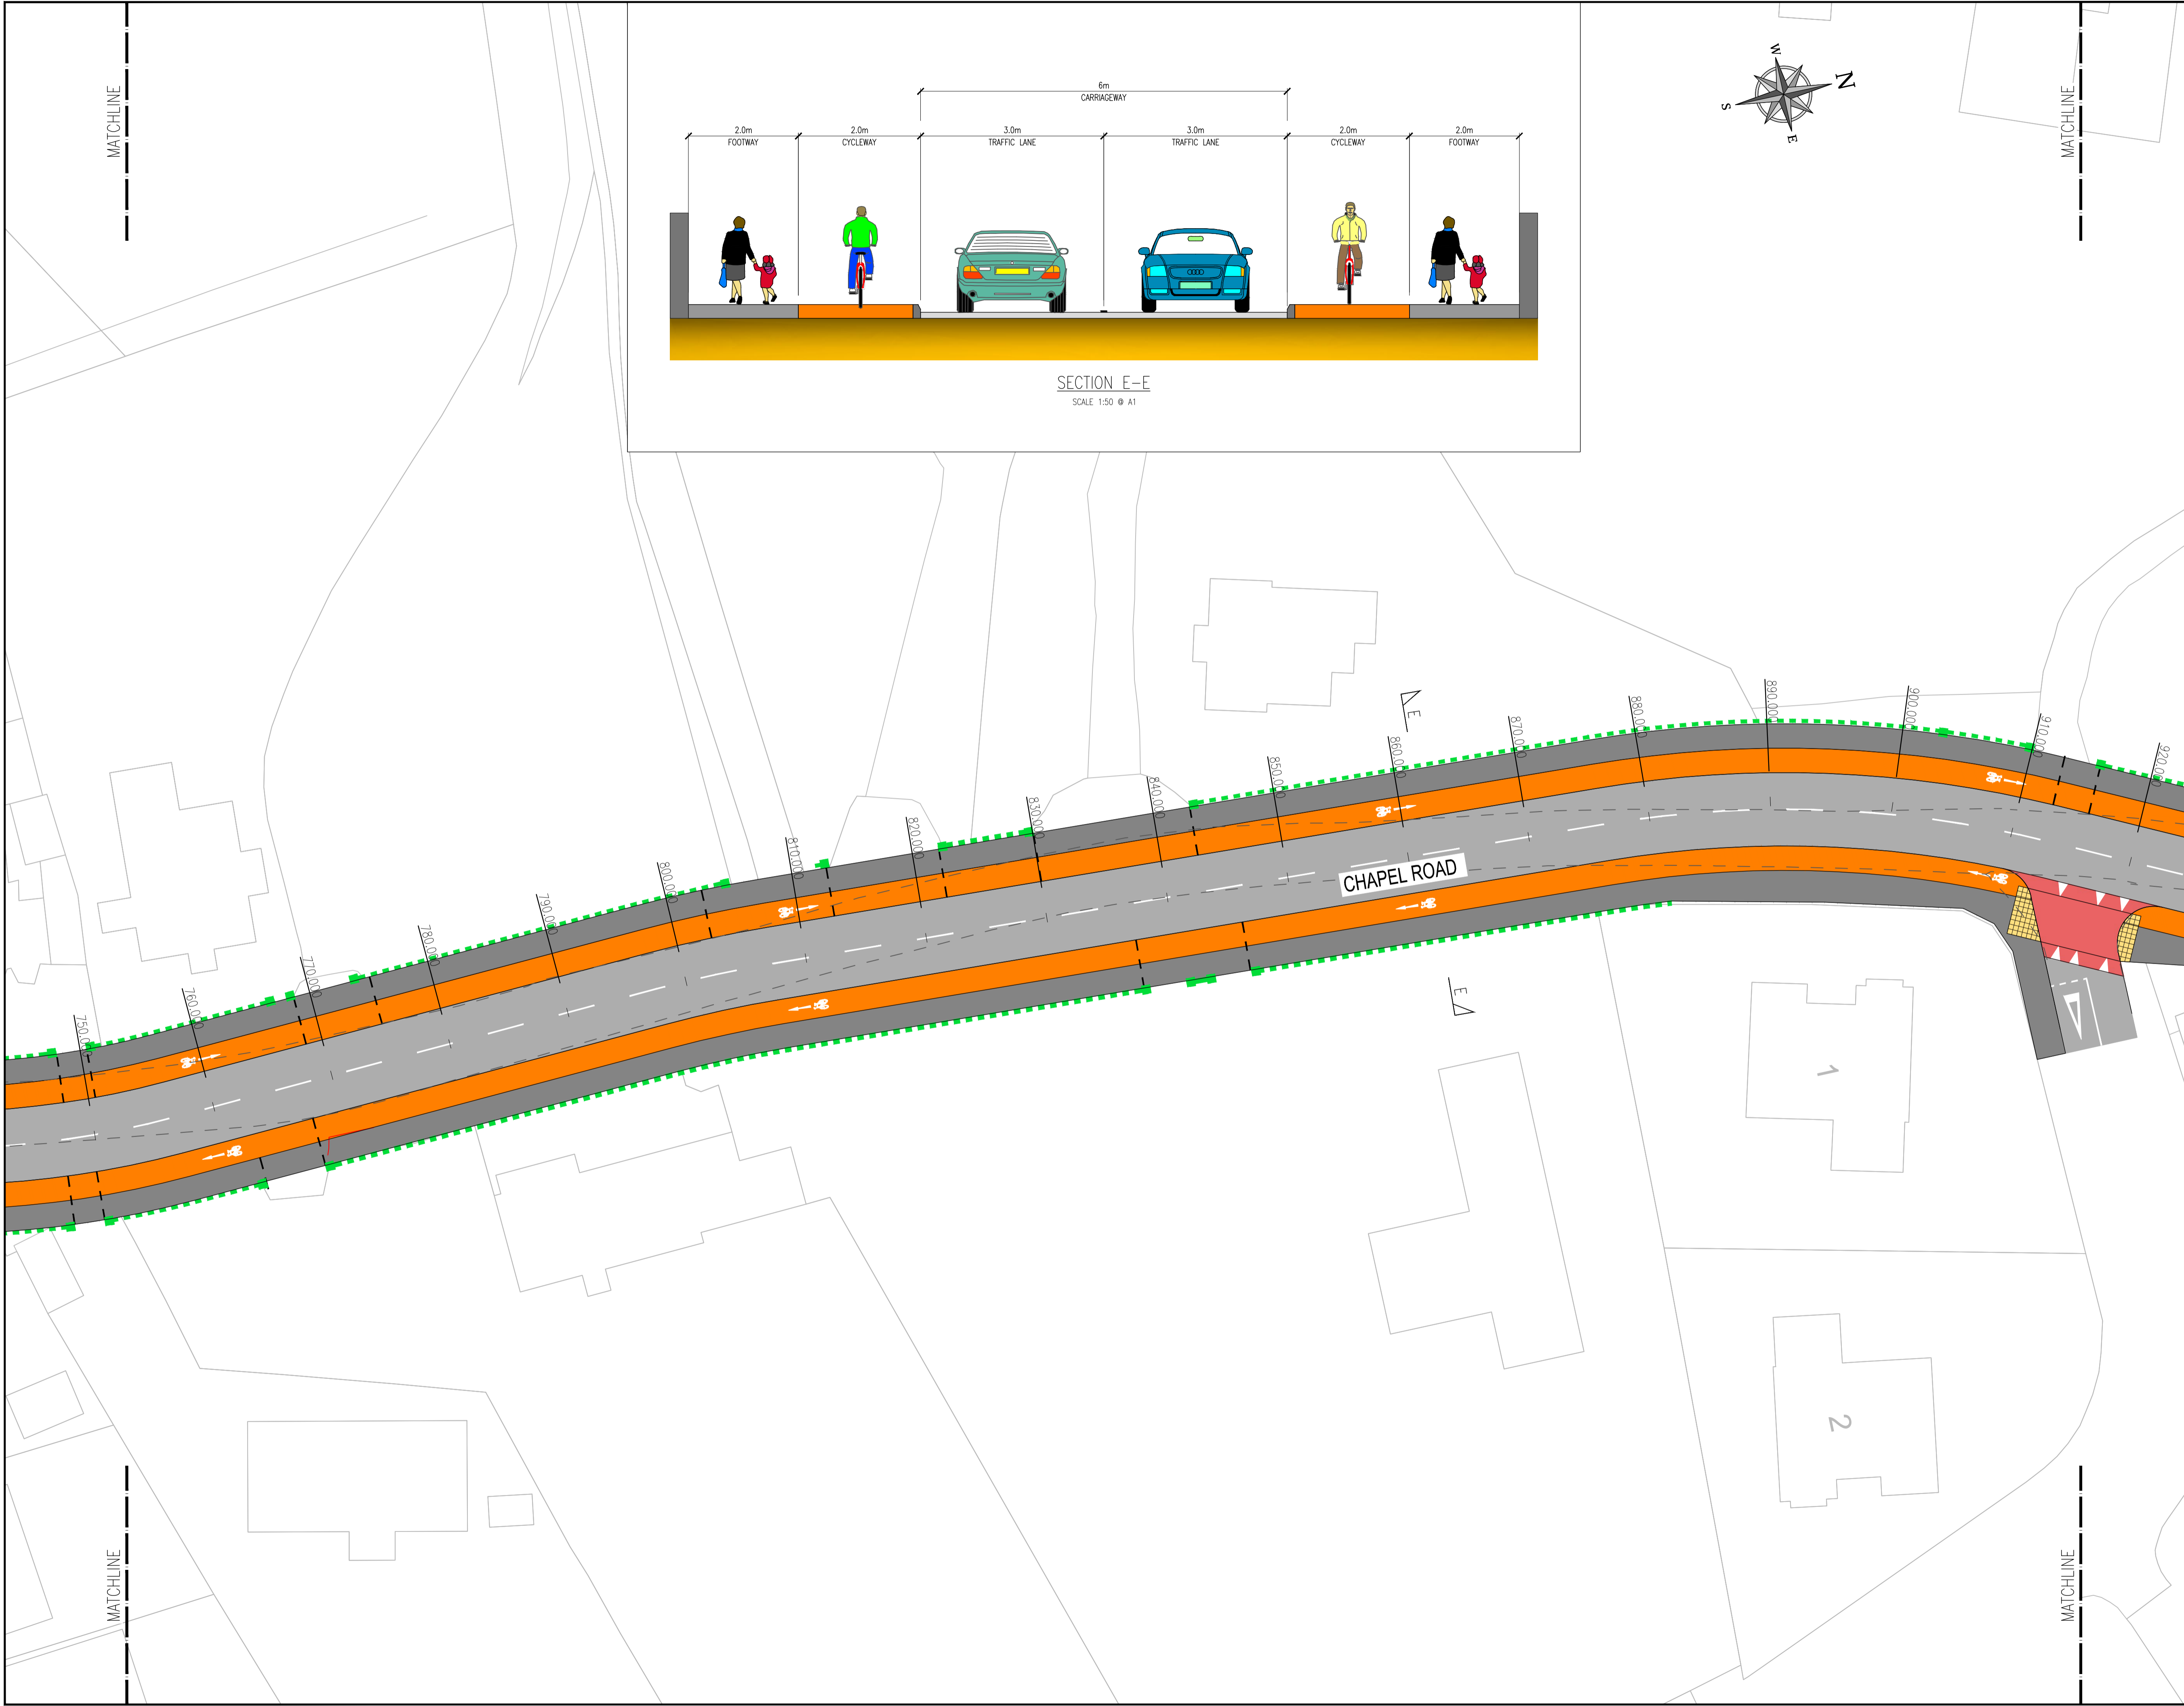 MATCHLINE
MATCHLINE
W
N
S
E
6m
CARRIAGEWAY
2.0m
FOOTWAY
2.0m
CYCLEWAY
3.0m
TRAFFIC LANE
3.0m
TRAFFIC LANE
2.0m
CYCLEWAY
2.0m
FOOTWAY
SECTION E-E
SCALE 1:50 @ A1
750.000
760.000
770.000
780.000
790.000
800.000
810.000
820.000
830.000
840.000
850.000
860.000
870.000
880.000
890.000
900.000
910.000
920.000
E
CHAPEL ROAD
E
1
2
MATCHLINE
MATCHLINE